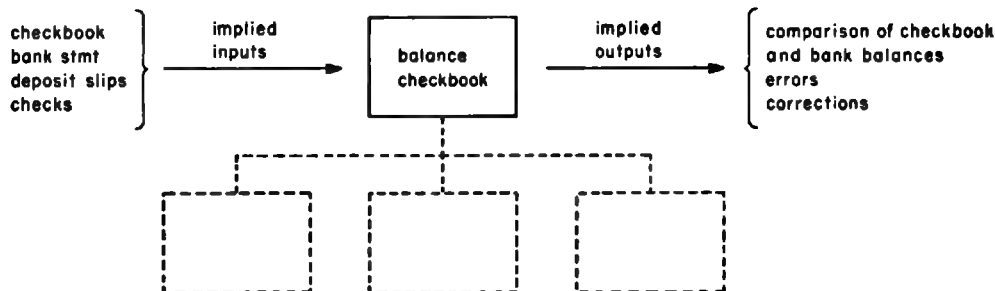 checkbook
bank stmt
deposit slips
checks
implied
inputs
balance
checkbook
implied
outputs
comparison of checkbook
and bank balances
errors
corrections